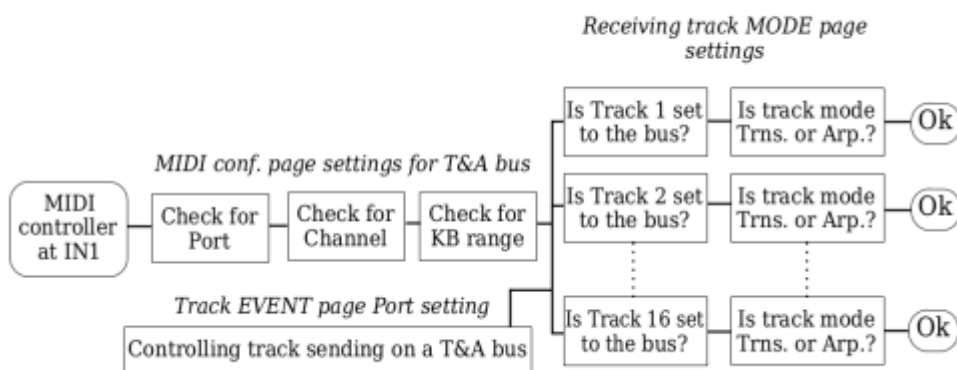 Receiving track MODE page
settings
Is Track 1 set
to the bus?
Is track mode
Trns. or Arp.?
Ok
MIDI conf. page settings for T&A bus
MIDI
controller
at IN1
Check for
Port
Check for
Channel
Check for
KB range
Is Track 2 set
to the bus?
Is track mode
Trns. or Arp.?
Ok
Track EVENT page Port setting
Controlling track sending on a T&A bus
Is Track 16 set
to the bus?
Is track mode
Trns. or Arp.?
Ok